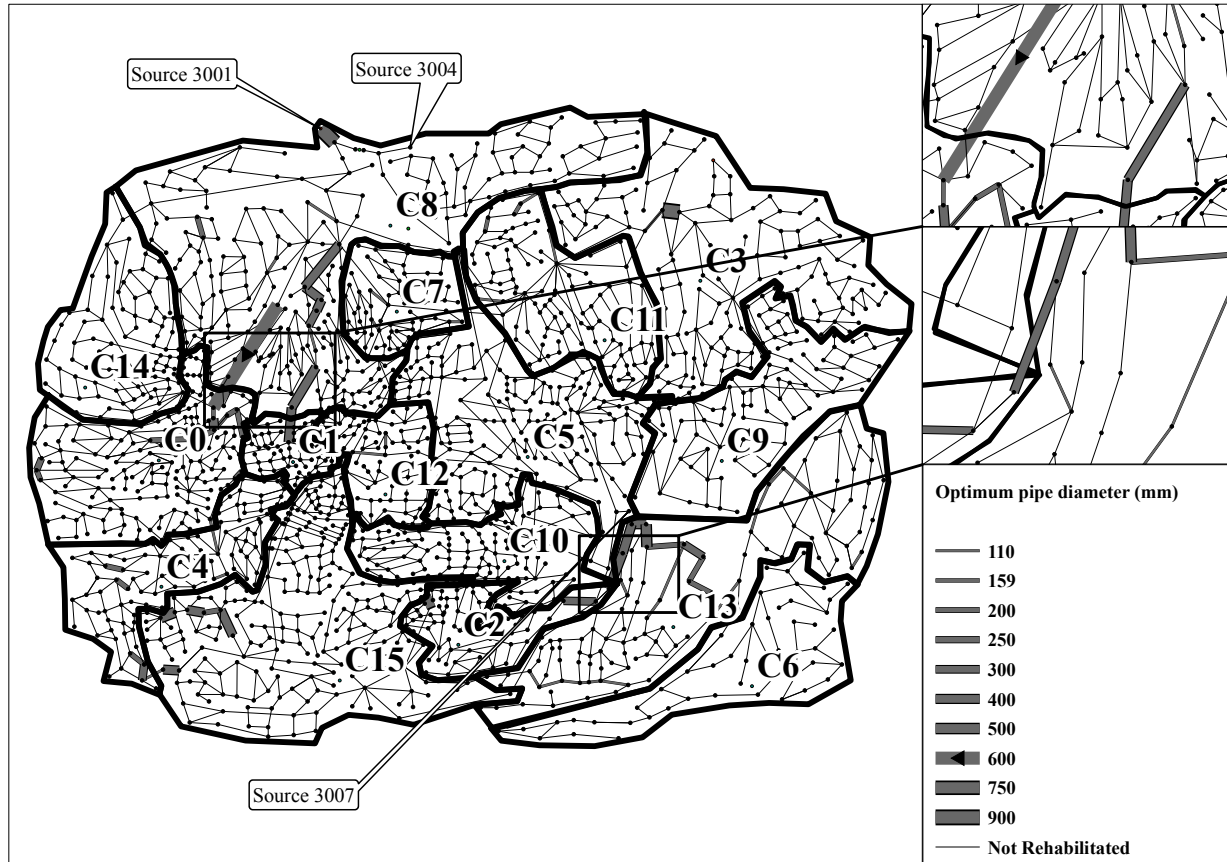 Source 3001
Source 3004
C8
C3
C7
C11
C14
C0
C1
C5
C9
C12
C10
C4
C13
C2
C15
C6
Source 3007
Optimum pipe diameter (mm)
110
159
200
250
300
400
500
600
750
900
Not Rehabilitated